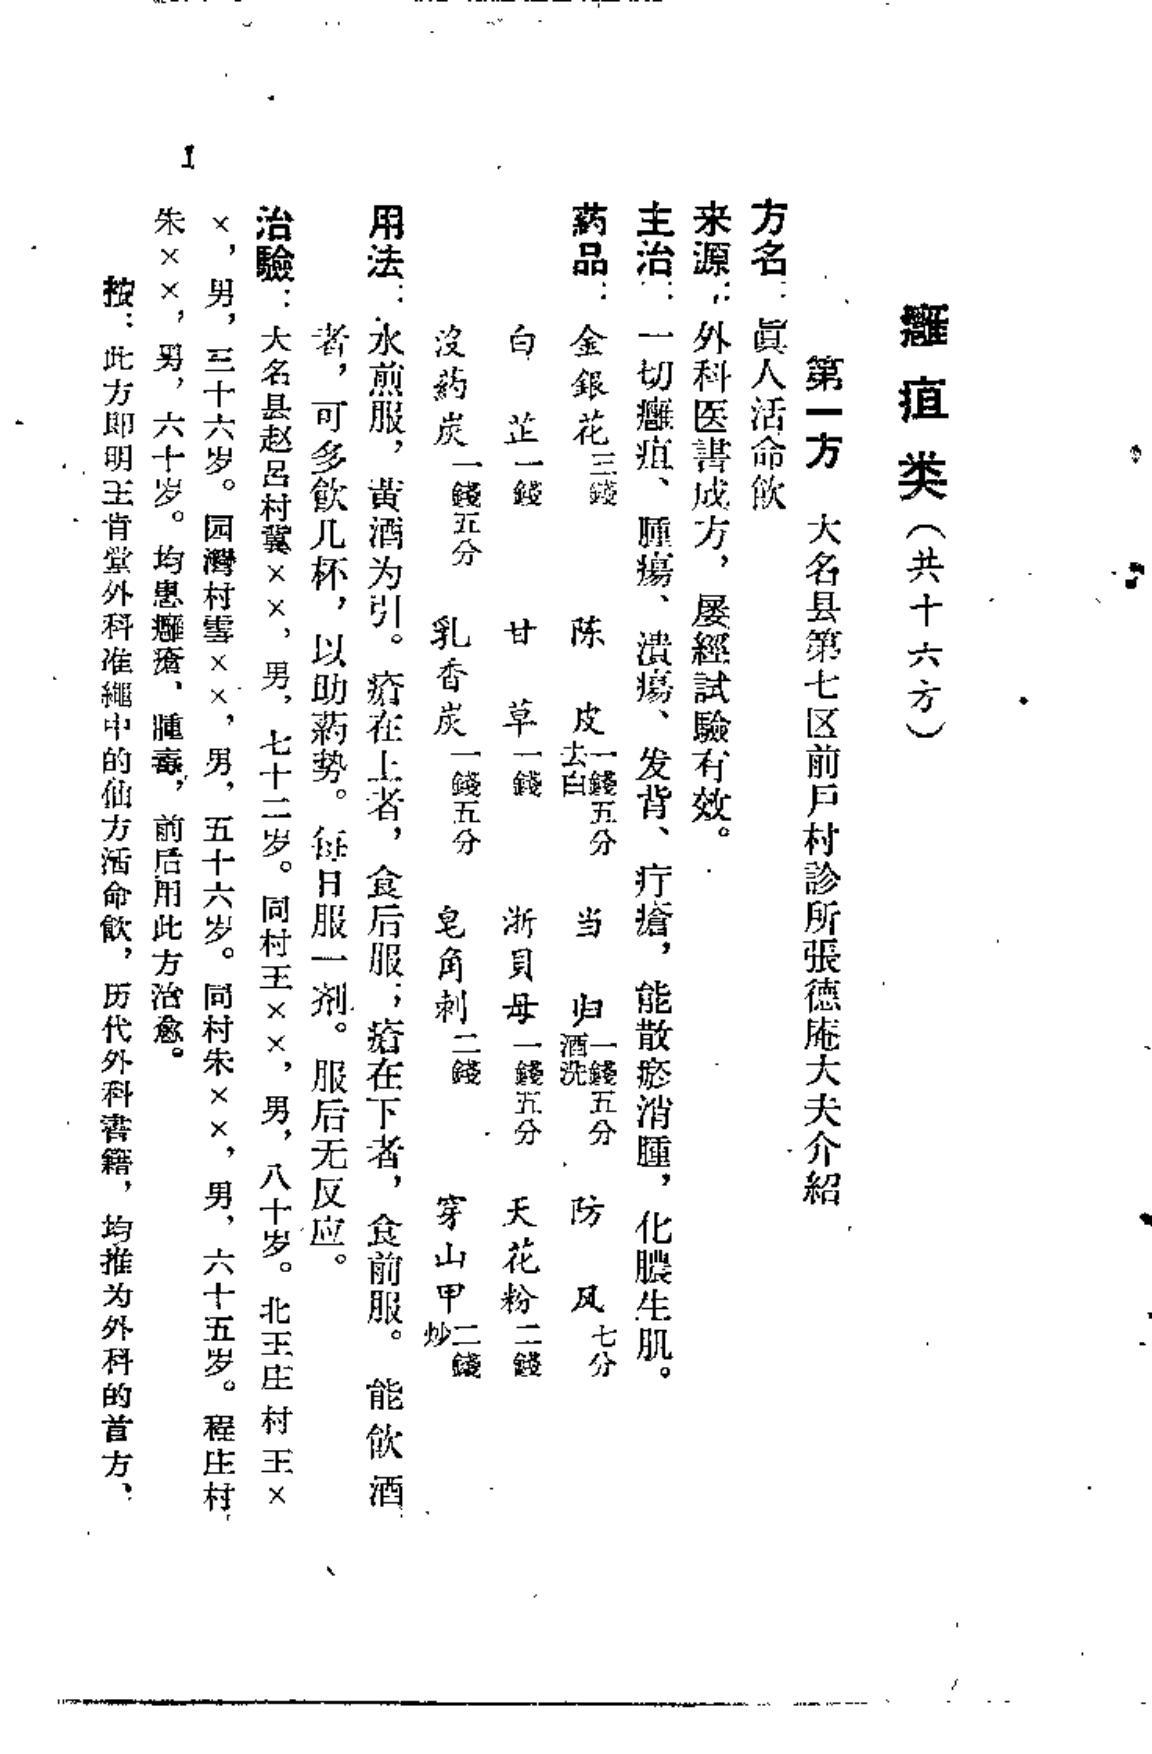 癰疽类（共十六方）
第一方　大名县第七区前戶村診所張德庵大夫介紹
方名：眞人活命飮
来源：外科医書成方，屡經試驗有效。
主治：一切癰疽、腫瘍、潰瘍、发背、疔瘡，能散瘀消腫，化膿生肌。
葯品：金銀花三錢　陈皮一錢五分去白　当归一錢五分酒洗　防风七分
白芷一錢　甘草一錢　浙貝母一錢五分　天花粉二錢
沒葯炭一錢五分　乳香炭一錢五分　皂角刺二錢　穿山甲二錢炒
用法：水煎服，黃酒为引。瘡在上者，食后服；瘡在下者，食前服。能飮酒
者，可多飮几杯，以助葯势。每日服一剂。服后无反应。
治驗：大名县赵呂村冀××，男，七十二岁。同村王××，男，八十岁。北王庄村王×
×，男，三十六岁。园灣村雪××，男，五十六岁。同村朱××，男，六十五岁。程庄村
朱××，男，六十岁。均患癰瘡、腫毒，前后用此方治愈。
按：此方即明王肯堂外科准繩中的仙方活命飮，历代外科書籍，均推为外科的首方、
1